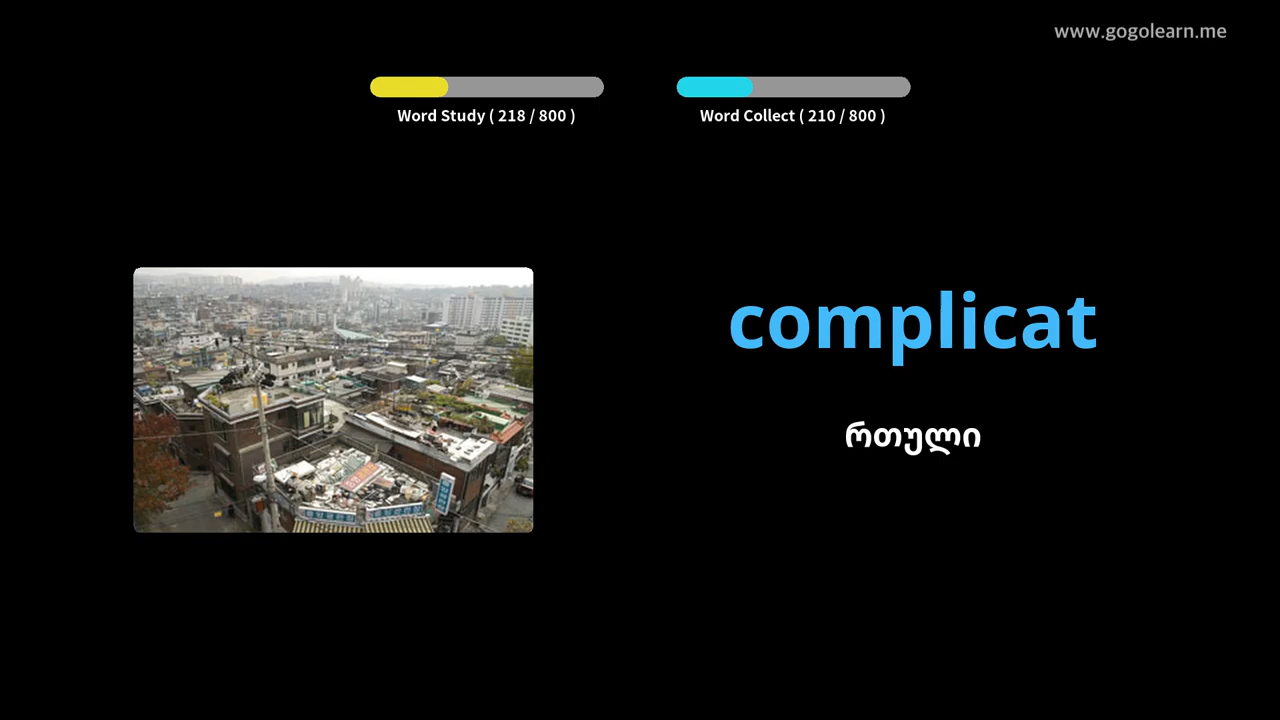 www.gogolearn.me
Word Study ( 218 / 800 )
Word Collect ( 210 / 800 )
complicat
რთული